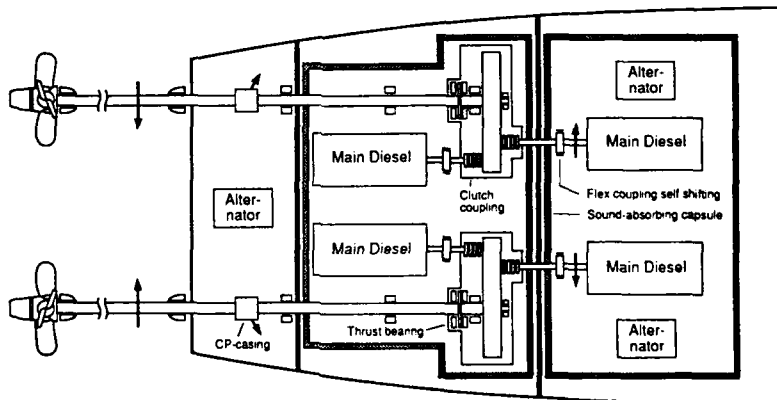 Alter-
nator
Main Diesel
Main Diesel
Clutch
coupling
Flex coupling self shifting
Sound-absorbing capsule
Alter-
nator
Main Diesel
Main Diesel
Thrust bearing
CP-casing
Alter-
nator